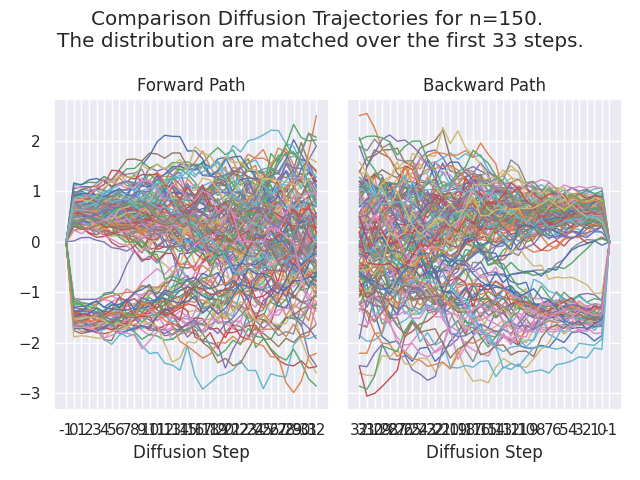 Comparison Diffusion Trajectories for n=150.
The distribution are matched over the first 33 steps.
Forward Path
Backward Path
2
1
0
−1
−2
−3
Diffusion Step
Diffusion Step